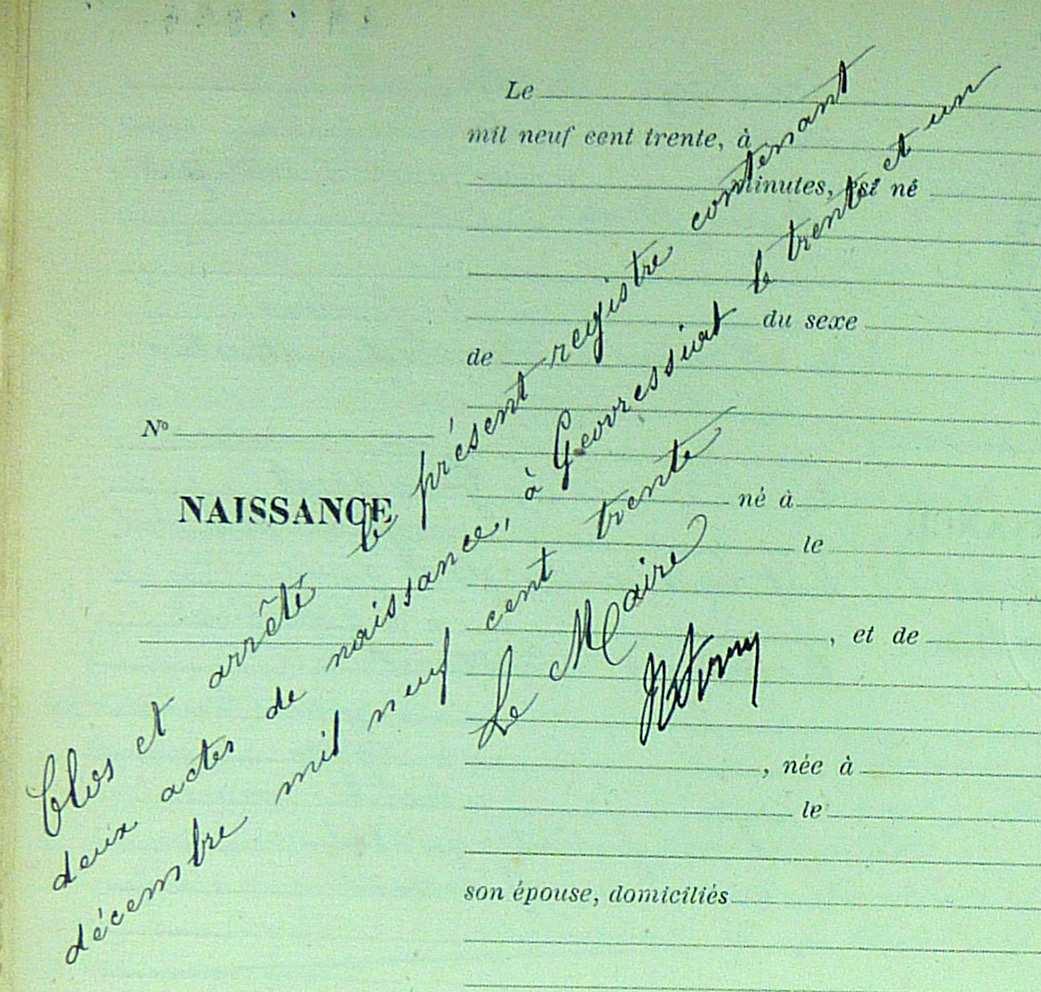 Le
mil neuf cent trente, à
minutes, est né
du sexe
de
No
NAISSANCE
né à
le
, et de
, née à
le
son épouse, domiciliés
Clos et arrêté le présent registre contenant
deux actes de naissance, à Geovressiat le trente et un
décembre mil neuf cent trente
Le Maire